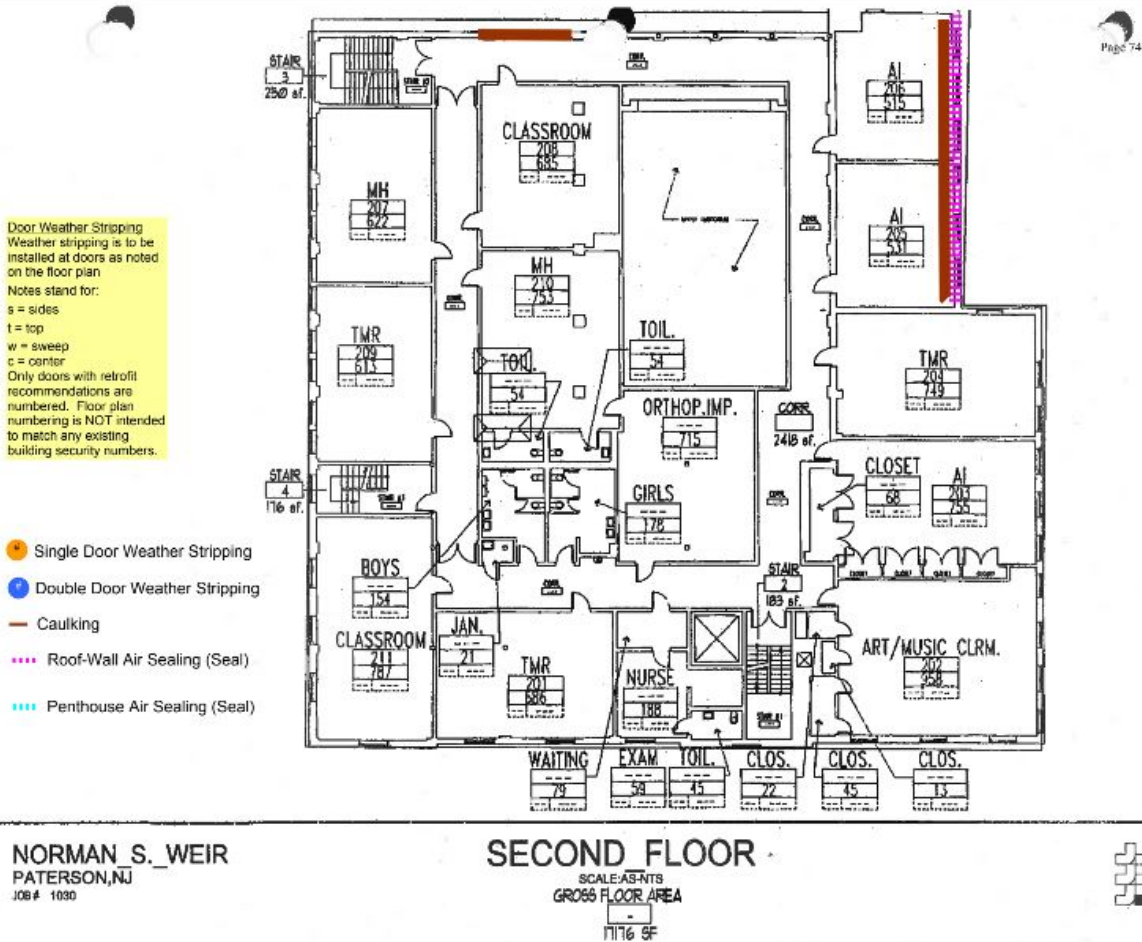 Page 74
STAIR
3
250 sf.
AI
206
515
CLASSROOM
208
685
MH
207
622
AI
205
531
Door Weather Stripping
Weather stripping is to be
installed at doors as noted
on the floor plan
Notes stand for:
s = sides
t = top
w = sweep
c = center
Only doors with retrofit
recommendations are
numbered. Floor plan
numbering is NOT intended
to match any existing
building security numbers.
MH
210
753
TMR
209
613
TOIL.
54
TOIL.
54
TMR
204
749
ORTHOP.IMP.
715
CORR.
2418 sf.
STAIR
4
176 sf.
CLOSET
68
AI
203
755
GIRLS
178
Single Door Weather Stripping
Double Door Weather Stripping
Caulking
Roof-Wall Air Sealing (Seal)
Penthouse Air Sealing (Seal)
BOYS
154
STAIR
2
183 sf.
CLASSROOM
211
787
JAN.
21
TMR
201
686
NURSE
188
ART/MUSIC CLRM.
202
958
WAITING
79
EXAM
59
TOIL.
45
CLOS.
22
CLOS.
45
CLOS.
13
NORMAN_S._WEIR
PATERSON,NJ
JOB# 1030
SECOND_FLOOR
SCALE:AS-NTS
GROSS FLOOR AREA
17176 SF